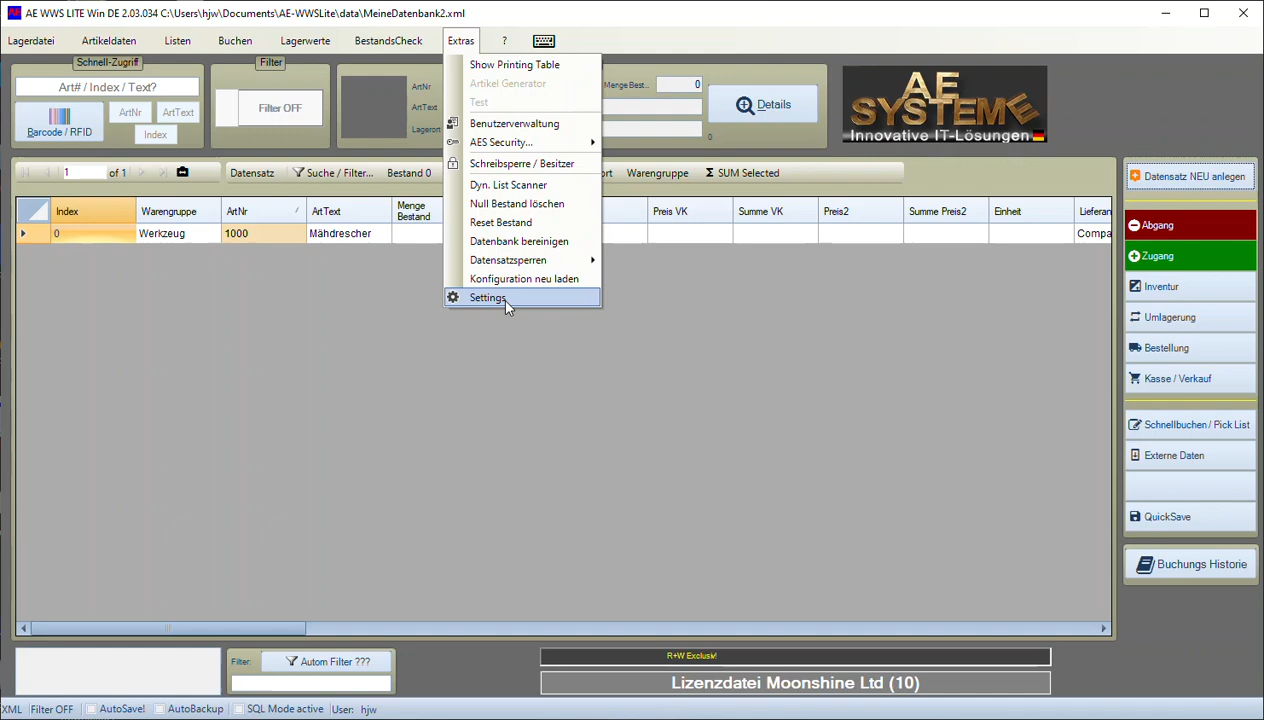 AE WWS LITE Win DE 2.03.034 C:\Users\hjw\Documents\AE-WWSLite\data\MeineDatenbank2.xml
Lagerdatei Artikeldaten Listen Buchen Lagerwerte BestandsCheck Extras ?
Schnell-Zugriff
Art# / Index / Text?
Barcode / RFID
ArtNr
ArtText
Index
Filter
Filter OFF
ArtNr
ArtText
Lagerort
Menge Best...
0
0
Details
AE
SYSTEME
Innovative IT-Lösungen
Show Printing Table
Artikel Generator
Test
Benutzerverwaltung
AES Security...
Schreibsperre / Besitzer
Dyn. List Scanner
Null Bestand löschen
Reset Bestand
Datenbank bereinigen
Datensatzsperren
Konfiguration neu laden
Settings
1 of 1 Datensatz Suche / Filter... Bestand 0 ort Warengruppe Σ SUM Selected
Index Warengruppe ArtNr ArtText Menge Bestand Preis VK Summe VK Preis2 Summe Preis2 Einheit Lieferan
0 Werkzeug 1000 Mähdrescher Compa
Datensatz NEU anlegen
Abgang
Zugang
Inventur
Umlagerung
Bestellung
Kasse / Verkauf
Schnellbuchen / Pick List
Externe Daten
QuickSave
Buchungs Historie
Filter:
Autom Filter ???
R+W Exclusiv!
Lizenzdatei Moonshine Ltd (10)
XML Filter OFF AutoSave! AutoBackup SQL Mode active User: hjw